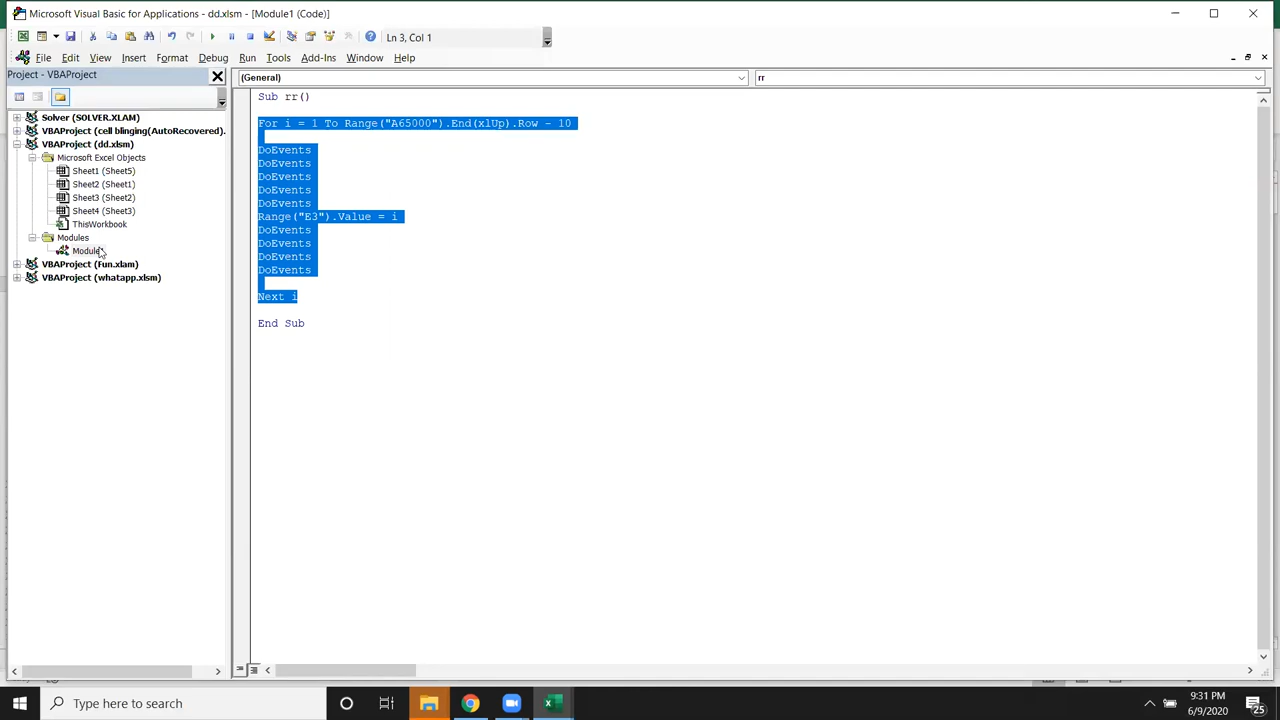 Microsoft Visual Basic for Applications - dd.xlsm - [Module1 (Code)]
Ln 3, Col 1
File Edit View Insert Format Debug Run Tools Add-Ins Window Help
Project - VBAProject
(General)
rr
Solver (SOLVER.XLAM)
VBAProject (cell blinging(AutoRecovered).
VBAProject (dd.xlsm)
Microsoft Excel Objects
Sheet1 (Sheet5)
Sheet2 (Sheet1)
Sheet3 (Sheet2)
Sheet4 (Sheet3)
ThisWorkbook
Modules
Module
VBAProject (Fun.xlam)
VBAProject (whatapp.xlsm)
Sub rr()
For i = 1 To Range("A65000").End(xlUp).Row - 10
DoEvents
DoEvents
DoEvents
DoEvents
DoEvents
Range("E3").Value = i
DoEvents
DoEvents
DoEvents
DoEvents
Next i
End Sub
Type here to search
9:31 PM
6/9/2020
25